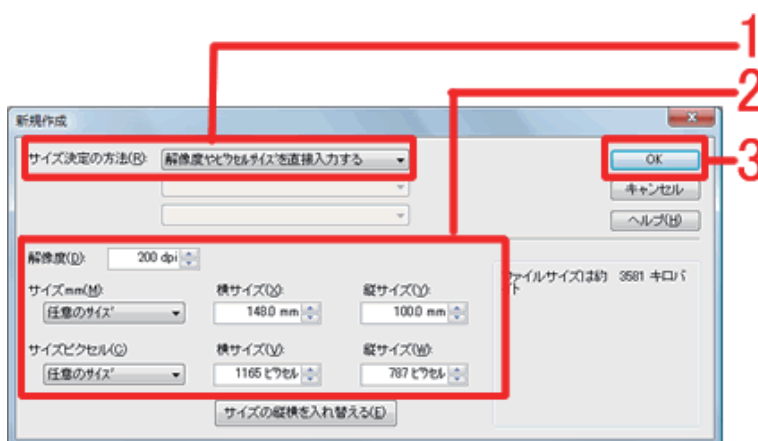 1
2
新規作成
サイズ決定の方法(R): 解像度やピクセルサイズを直接入力する
OK
3
キャンセル
ヘルプ(H)
解像度(D): 200 dpi
ファイルサイズは約 3581 キロバイト
サイズmm(M): 横サイズ(X): 縦サイズ(Y):
任意のサイズ 148.0 mm 100.0 mm
サイズピクセル(C) 横サイズ(V): 縦サイズ(W):
任意のサイズ 1165 ピクセル 787 ピクセル
サイズの縦横を入れ替える(E)